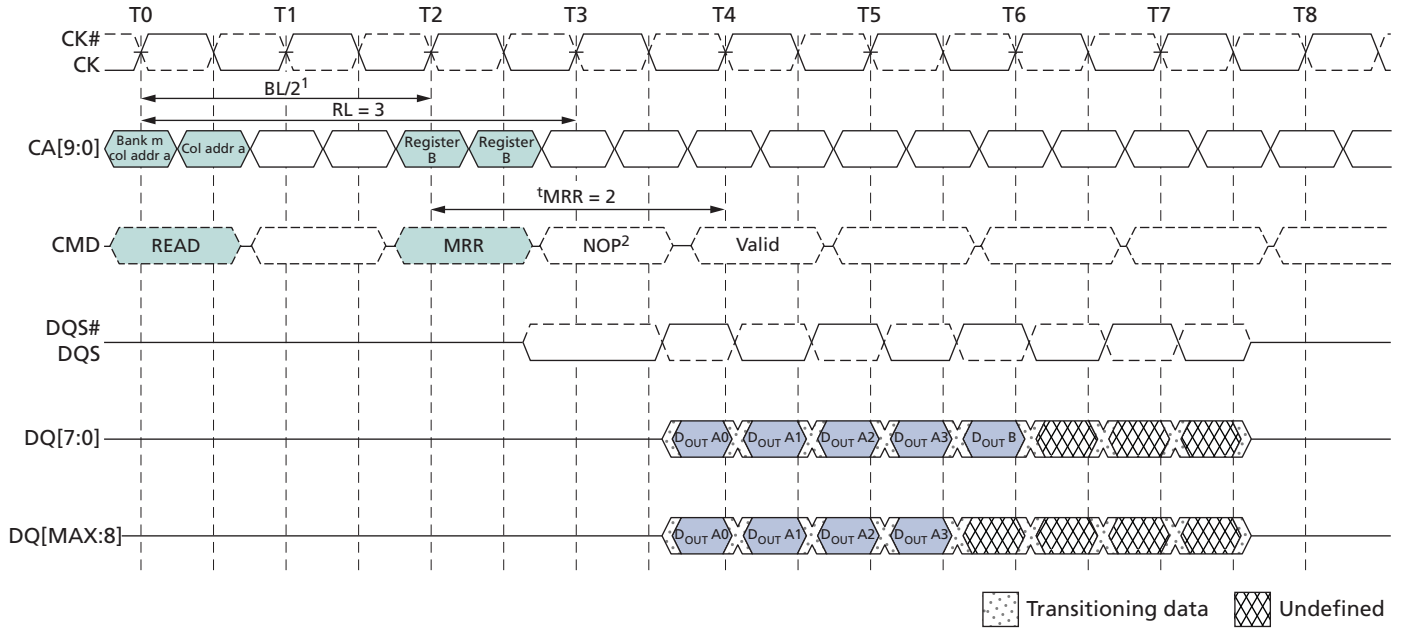 T0 T1 T2 T3 T4 T5 T6 T7 T8
CK#
CK
BL/2¹
RL = 3
CA[9:0]
Bank m
col addr a
Col addr a
Register
B
Register
B
tMRR = 2
CMD READ MRR NOP² Valid
DQS#
DQS
DQ[7:0] DOUT A0 DOUT A1 DOUT A2 DOUT A3 DOUT B
DQ[MAX:8] DOUT A0 DOUT A1 DOUT A2 DOUT A3
Transitioning data Undefined